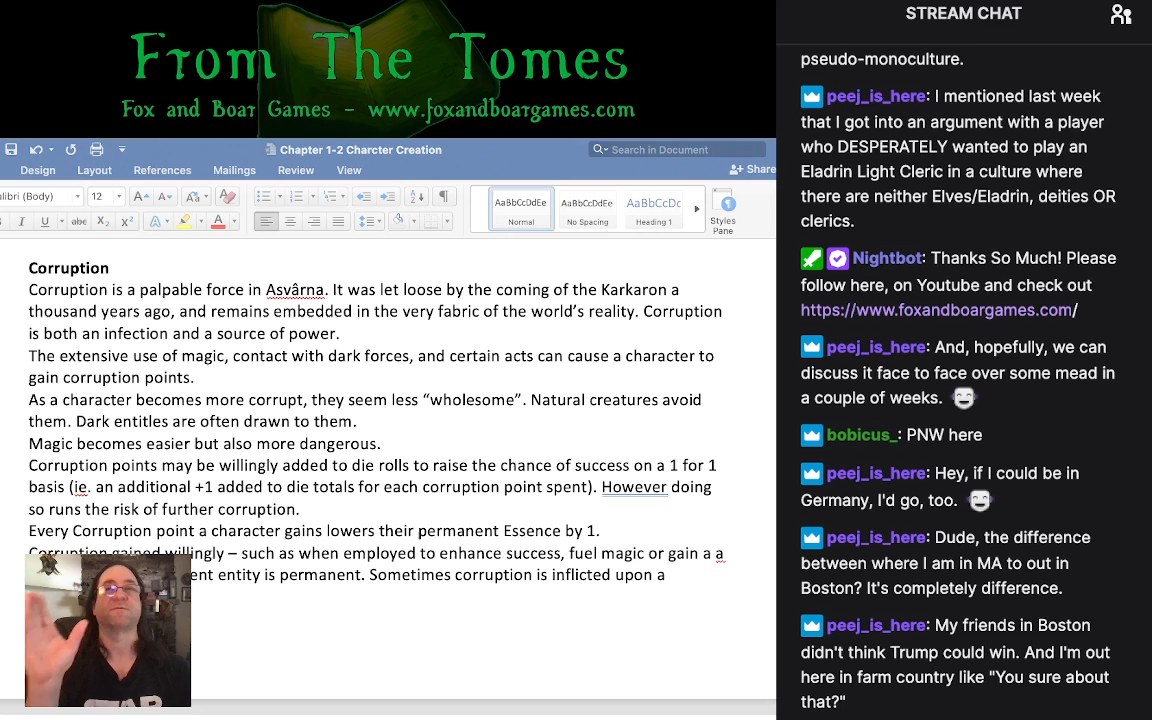 From The Tomes
Fox and Boar Games - www.foxandboargames.com
Chapter 1-2 Charcter Creation
Search in Document
Design Layout References Mailings Review View
Share
alibri (Body) 12
AaBbCcDdEe AaBbCcDdEe AaBbCcDc
Normal No Spacing Heading 1
Styles
Pane
Corruption
Corruption is a palpable force in Asvârna. It was let loose by the coming of the Karkaron a
thousand years ago, and remains embedded in the very fabric of the world’s reality. Corruption
is both an infection and a source of power.
The extensive use of magic, contact with dark forces, and certain acts can cause a character to
gain corruption points.
As a character becomes more corrupt, they seem less “wholesome”. Natural creatures avoid
them. Dark entitles are often drawn to them.
Magic becomes easier but also more dangerous.
Corruption points may be willingly added to die rolls to raise the chance of success on a 1 for 1
basis (ie. an additional +1 added to die totals for each corruption point spent). However doing
so runs the risk of further corruption.
Every Corruption point a character gains lowers their permanent Essence by 1.
Corruption gained willingly – such as when employed to enhance success, fuel magic or gain a a
ent entity is permanent. Sometimes corruption is inflicted upon a
STAR
STREAM CHAT
pseudo-monoculture.
peej_is_here: I mentioned last week
that I got into an argument with a player
who DESPERATELY wanted to play an
Eladrin Light Cleric in a culture where
there are neither Elves/Eladrin, deities OR
clerics.
Nightbot: Thanks So Much! Please
follow here, on Youtube and check out
https://www.foxandboargames.com/
peej_is_here: And, hopefully, we can
discuss it face to face over some mead in
a couple of weeks.
bobicus_: PNW here
peej_is_here: Hey, if I could be in
Germany, I'd go, too.
peej_is_here: Dude, the difference
between where I am in MA to out in
Boston? It's completely difference.
peej_is_here: My friends in Boston
didn't think Trump could win. And I'm out
here in farm country like "You sure about
that?"